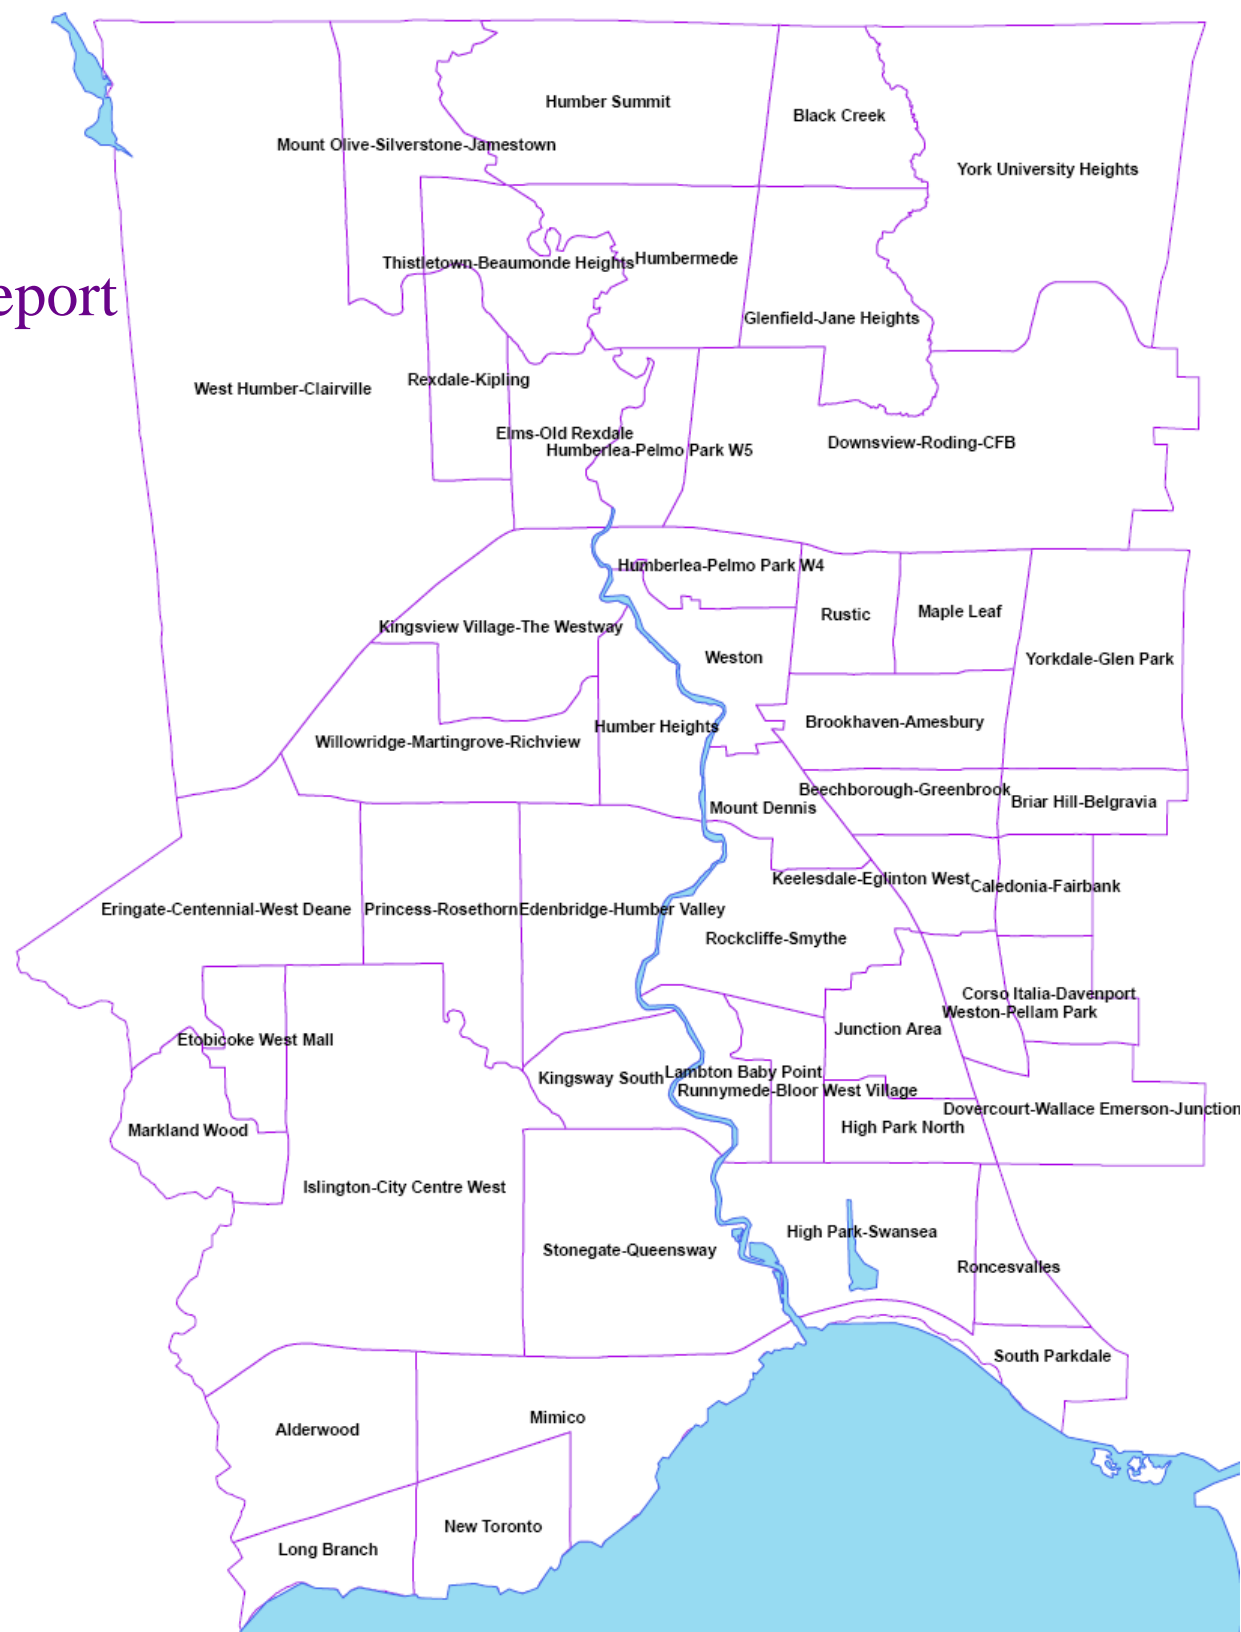 Humber Summit
Black Creek
Mount Olive-Silverstone-Jamestown
York University Heights
Humbermede
Thistletown-Beaumonde Heights
eport
Glenfield-Jane Heights
Rexdale-Kipling
West Humber-Clairville
Elms-Old Rexdale
Downsview-Roding-CFB
Humberlea-Pelmo Park W5
Humberlea-Pelmo Park W4
Maple Leaf
Rustic
Kingsview Village-The Westway
Weston
Yorkdale-Glen Park
Brookhaven-Amesbury
Humber Heights
Willowridge-Martingrove-Richview
Beechborough-Greenbrook
Briar Hill-Belgravia
Mount Dennis
Keelesdale-Eglinton West
Caledonia-Fairbank
Eringate-Centennial-West Deane
Princess-Rosethorn
Edenbridge-Humber Valley
Rockcliffe-Smythe
Corso Italia-Davenport
Weston-Pellam Park
Junction Area
Etobicoke West Mall
Lambton Baby Point
Kingsway South
Runnymede-Bloor West Village
Dovercourt-Wallace Emerson-Junction
High Park North
Markland Wood
Islington-City Centre West
High Park-Swansea
Stonegate-Queensway
Roncesvalles
South Parkdale
Mimico
Alderwood
New Toronto
Long Branch